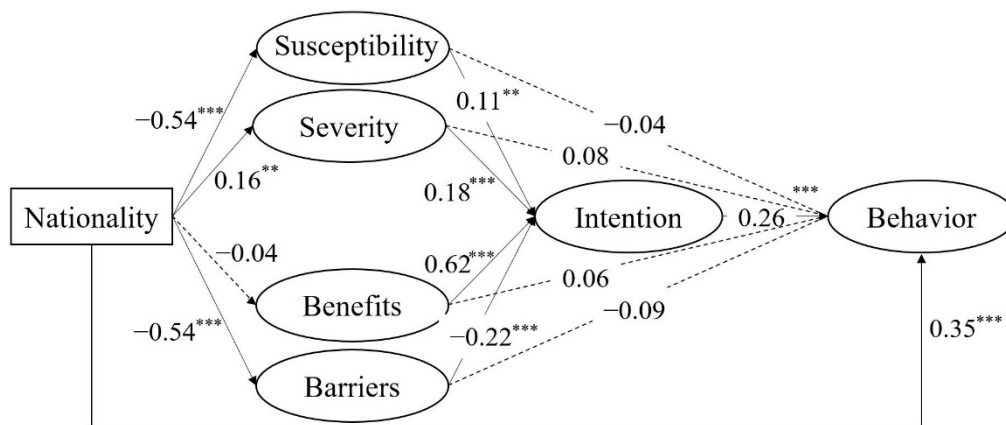 Susceptibility
0.11**
−0.54***
−0.04
Severity
0.08
0.16**
0.18***
***
Nationality
Intention
0.26
Behavior
−0.04
0.62***
0.06
Benefits
−0.09
−0.54***
−0.22***
0.35***
Barriers